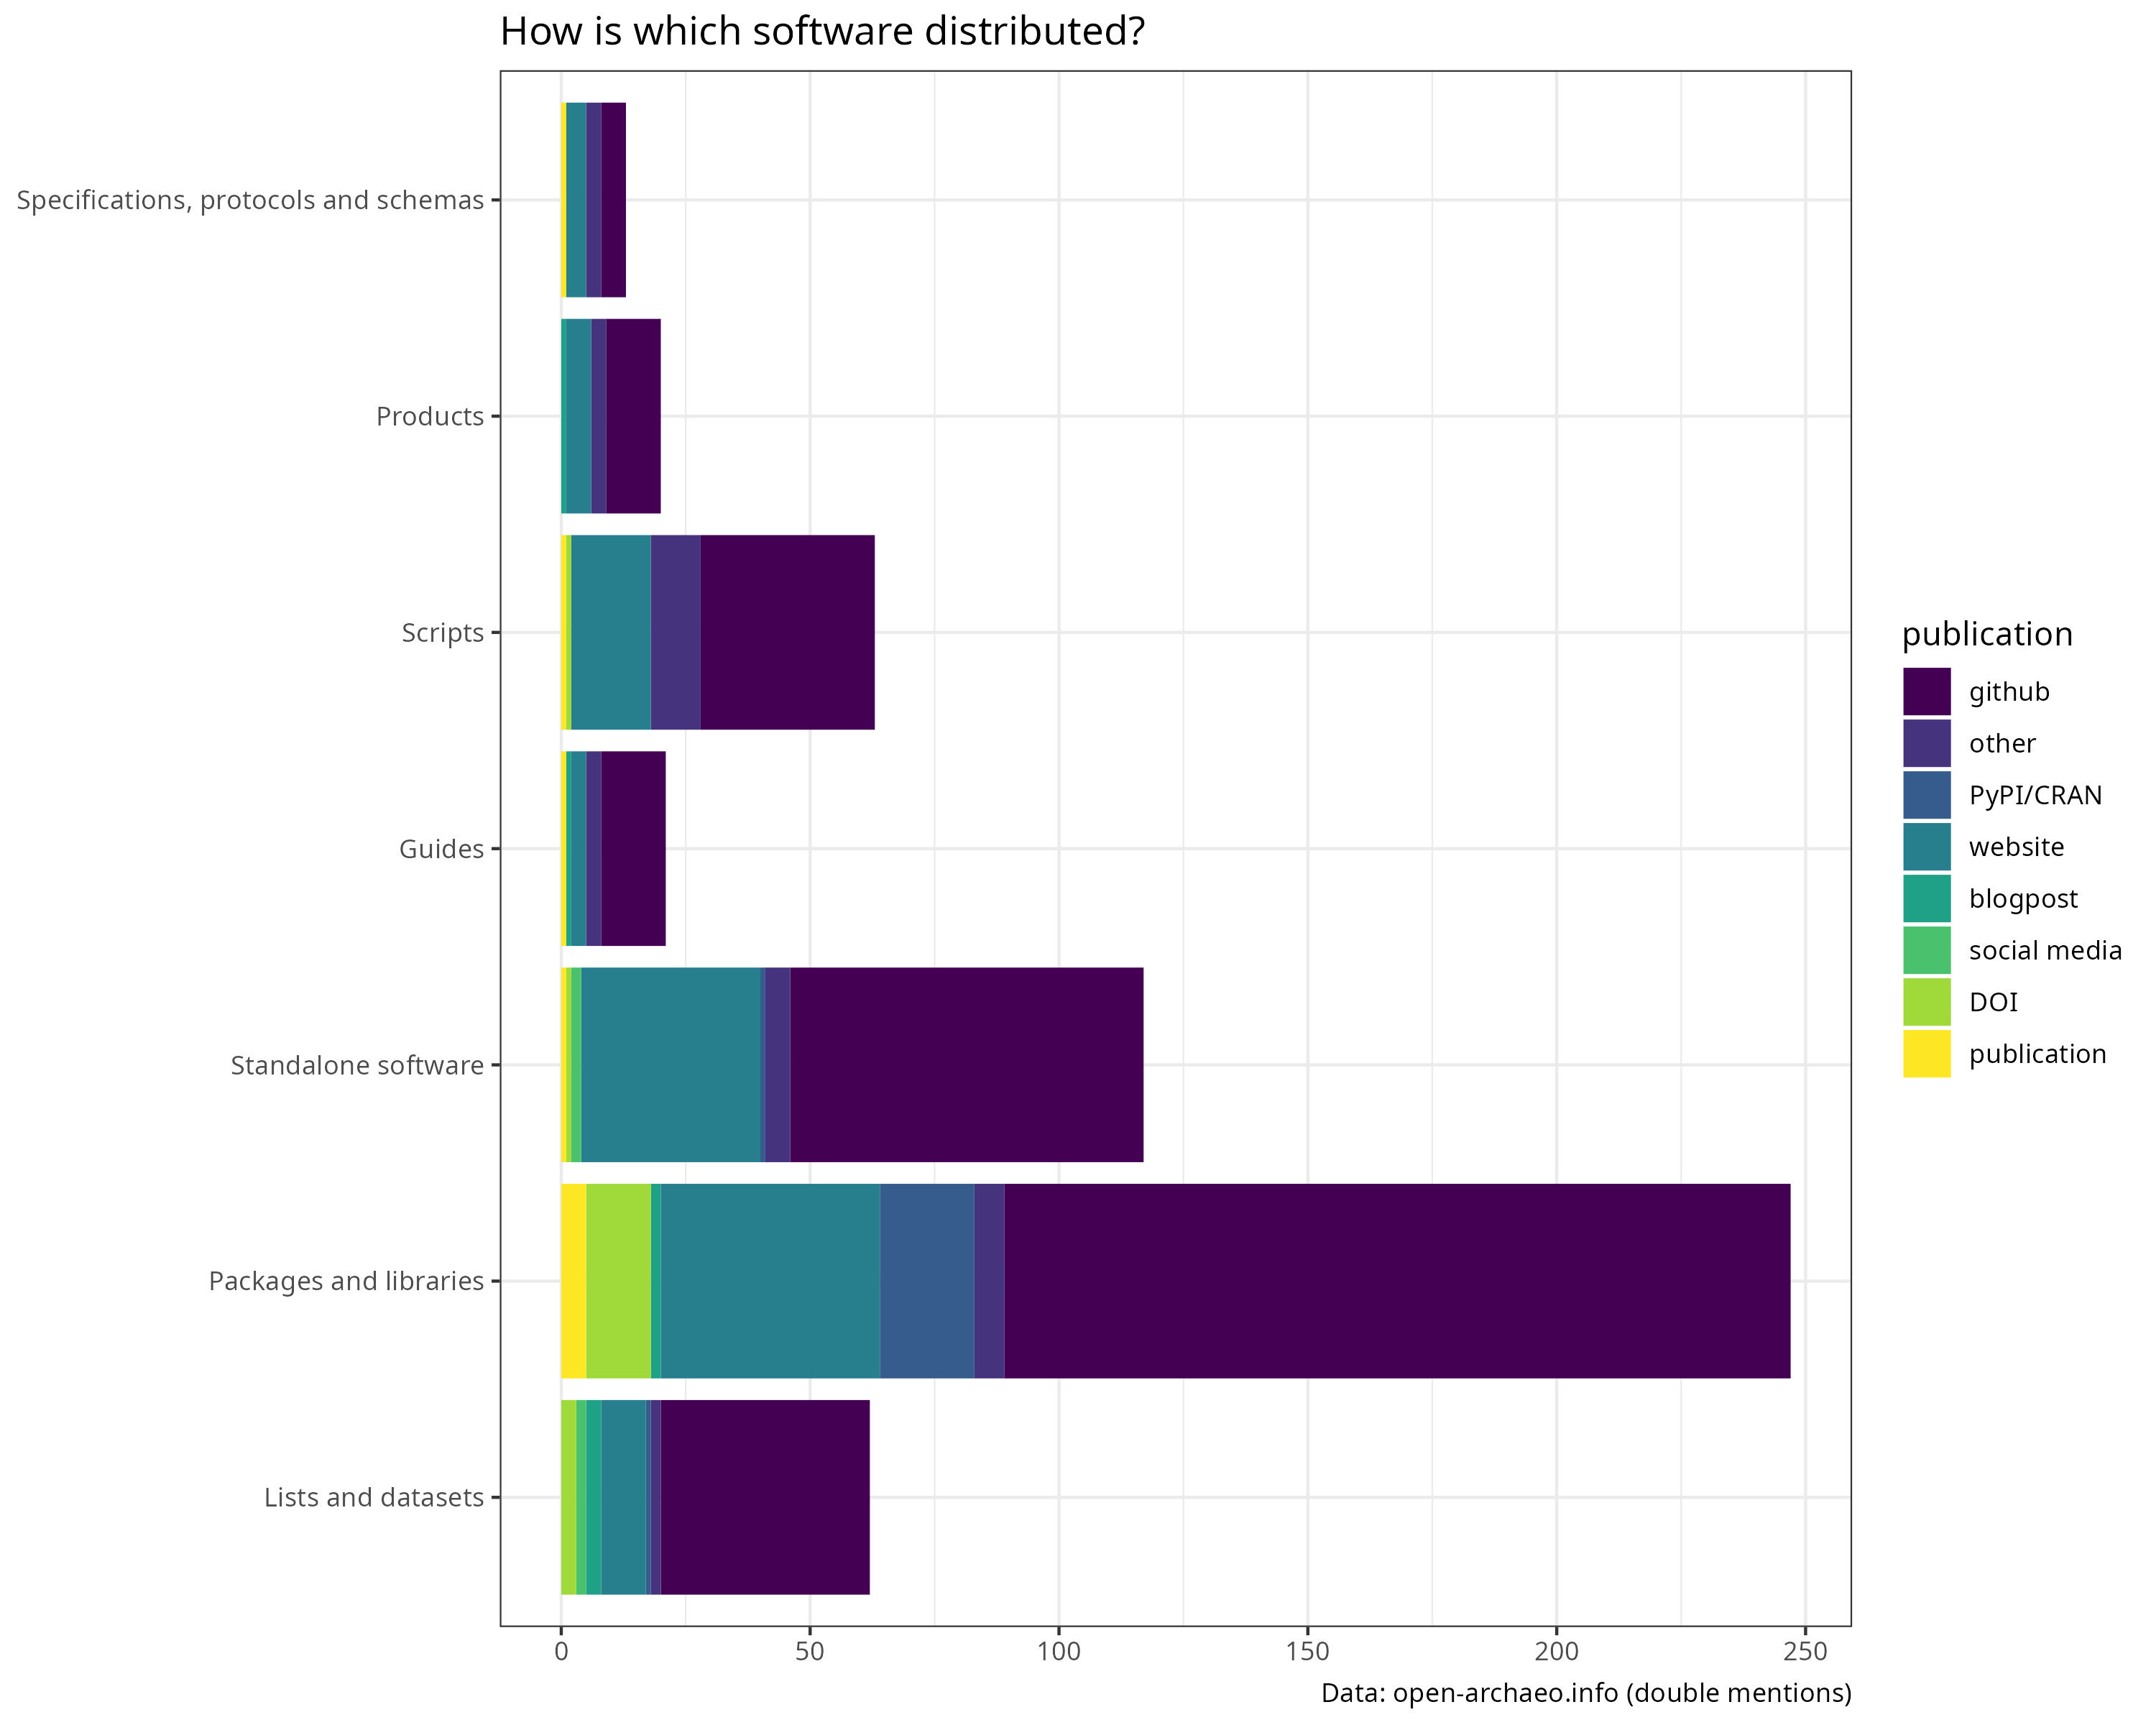 How is which software distributed?
Specifications, protocols and schemas
Products
Scripts
Guides
Standalone software
Packages and libraries
Lists and datasets
0 50 100 150 200 250
Data: open-archaeo.info (double mentions)
publication
github
other
PyPI/CRAN
website
blogpost
social media
DOI
publication